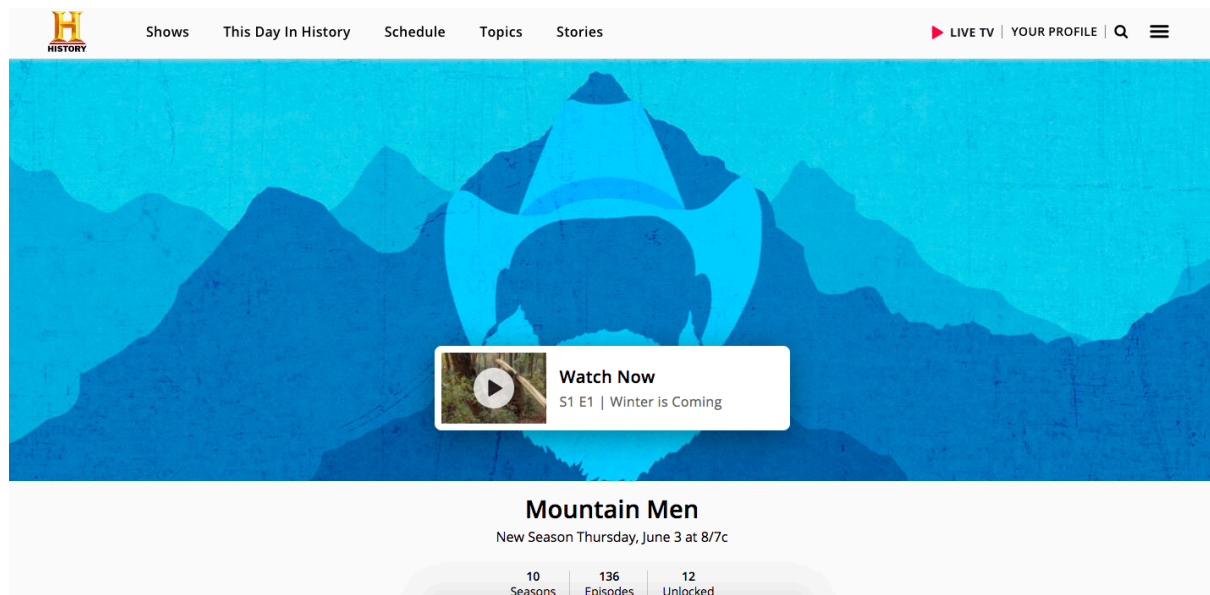 H
HISTORY
Shows This Day In History Schedule Topics Stories LIVE TV YOUR PROFILE
Watch Now
S1 E1 | Winter is Coming
Mountain Men
New Season Thursday, June 3 at 8/7c
10 136 12
Seasons Episodes Unlocked